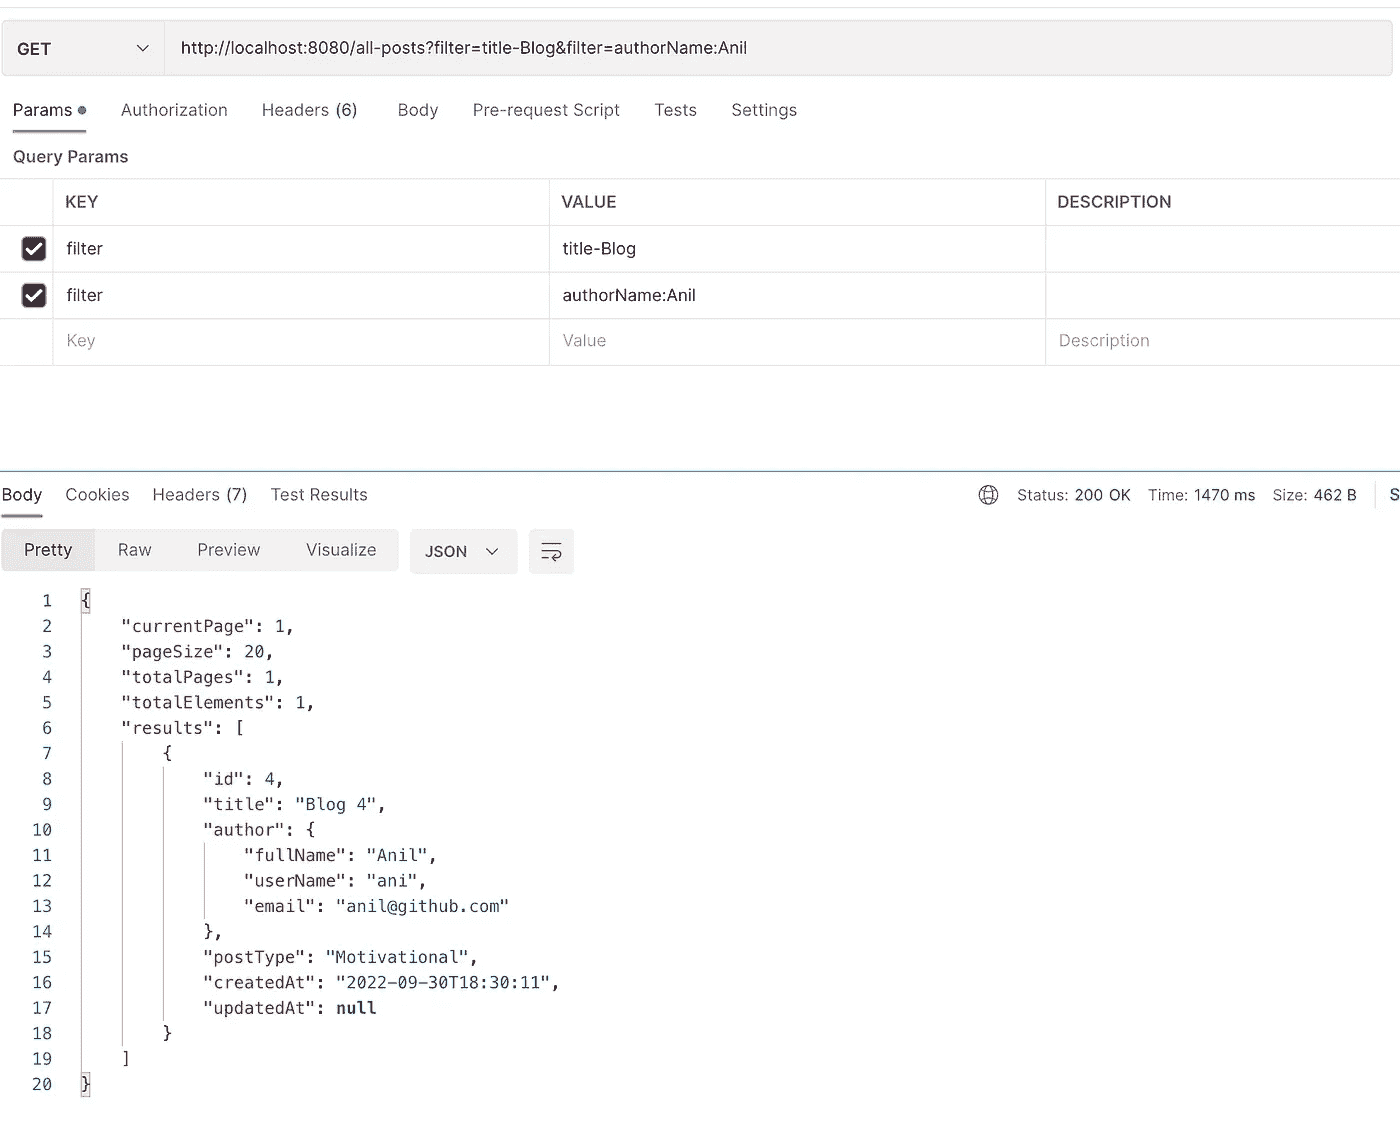 GET http://localhost:8080/all-posts?filter=title-Blog&filter=authorName:Anil
Params Authorization Headers (6) Body Pre-request Script Tests Settings
Query Params
KEY VALUE DESCRIPTION
filter title-Blog
filter authorName:Anil
Key Value Description
Body Cookies Headers (7) Test Results Status: 200 OK Time: 1470 ms Size: 462 B S
Pretty Raw Preview Visualize JSON
1 {
2 "currentPage": 1,
3 "pageSize": 20,
4 "totalPages": 1,
5 "totalElements": 1,
6 "results": [
7 {
8 "id": 4,
9 "title": "Blog 4",
10 "author": {
11 "fullName": "Anil",
12 "userName": "ani",
13 "email": "anil@github.com"
14 },
15 "postType": "Motivational",
16 "createdAt": "2022-09-30T18:30:11",
17 "updatedAt": null
18 }
19 ]
20 }